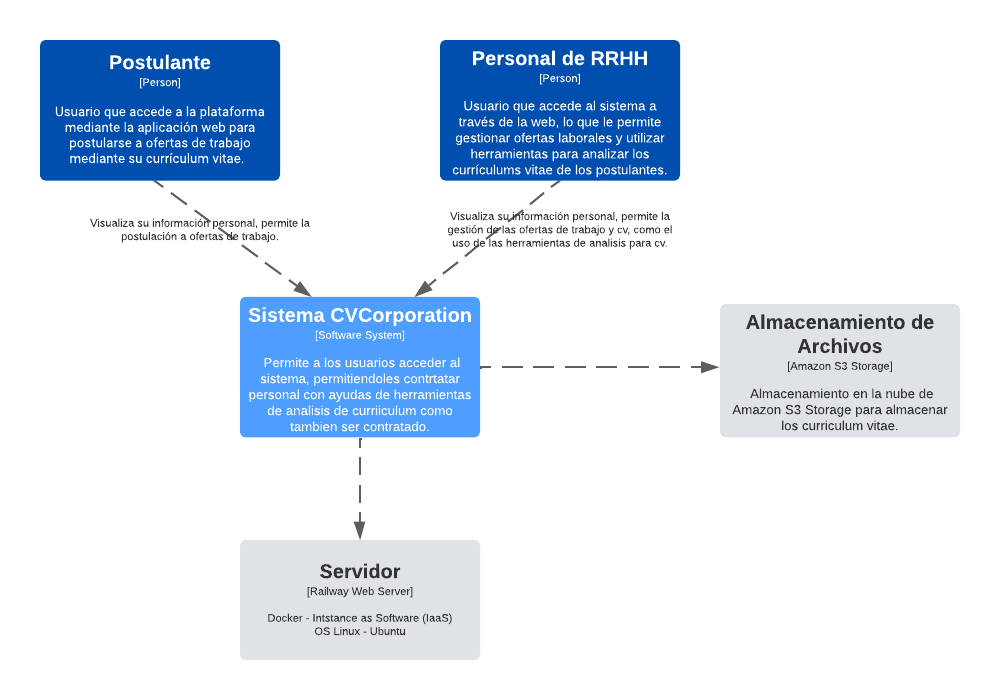 Postulante
[Person]
Usuario que accede a la plataforma
mediante la aplicación web para
postularse a ofertas de trabajo
mediante su currículum vitae.
Personal de RRHH
[Person]
Usuario que accede al sistema a
través de la web, lo que le permite
gestionar ofertas laborales y utilizar
herramientas para analizar los
currículums vitae de los postulantes.
Visualiza su información personal, permite la
postulación a ofertas de trabajo.
Visualiza su información personal, permite la
gestión de las ofertas de trabajo y cv, como el
uso de las herramientas de analisis para cv.
Sistema CVCorporation
[Software System]
Permite a los usuarios acceder al
sistema, permitiendoles contrtatar
personal con ayudas de herramientas
de analisis de curriiculum como
tambien ser contratado.
Almacenamiento de
Archivos
[Amazon S3 Storage]
Almacenamiento en la nube de
Amazon S3 Storage para almacenar
los curriculum vitae.
Servidor
[Railway Web Server]
Docker - Intstance as Software (IaaS)
OS Linux - Ubuntu